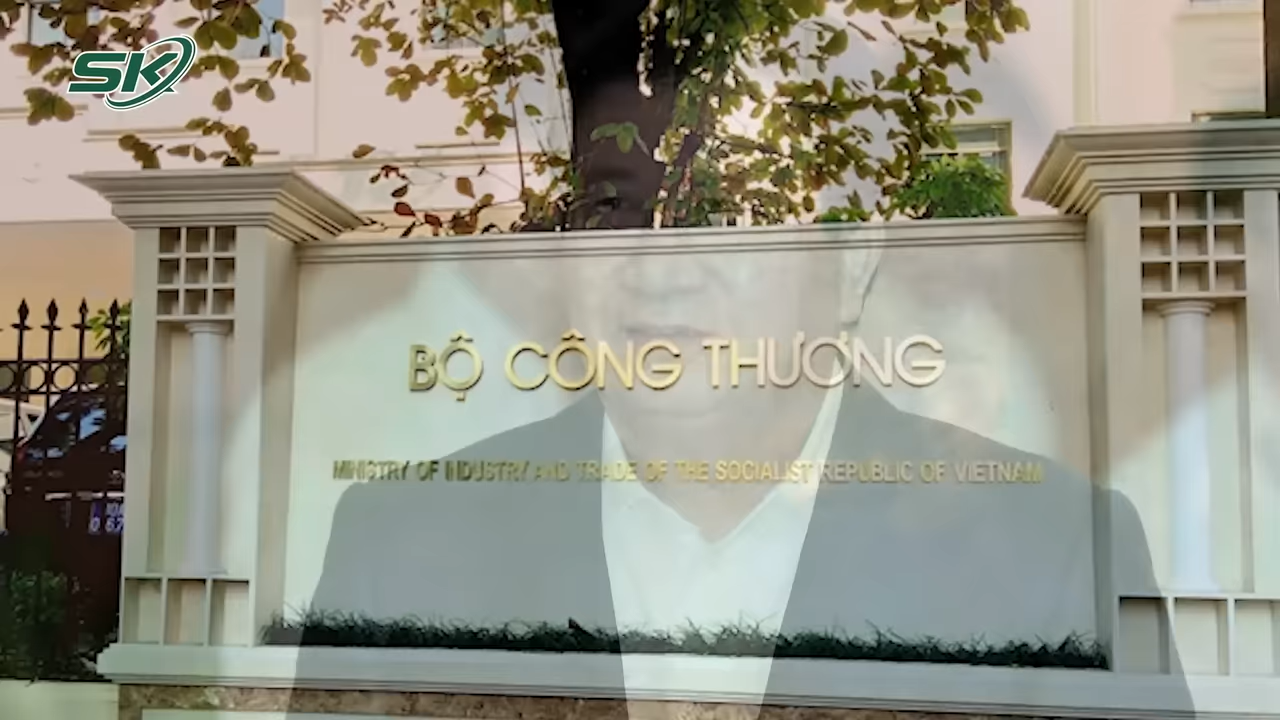 SK
BỘ CÔNG THƯƠNG
MINISTRY OF INDUSTRY AND TRADE OF THE SOCIALIST REPUBLIC OF VIETNAM